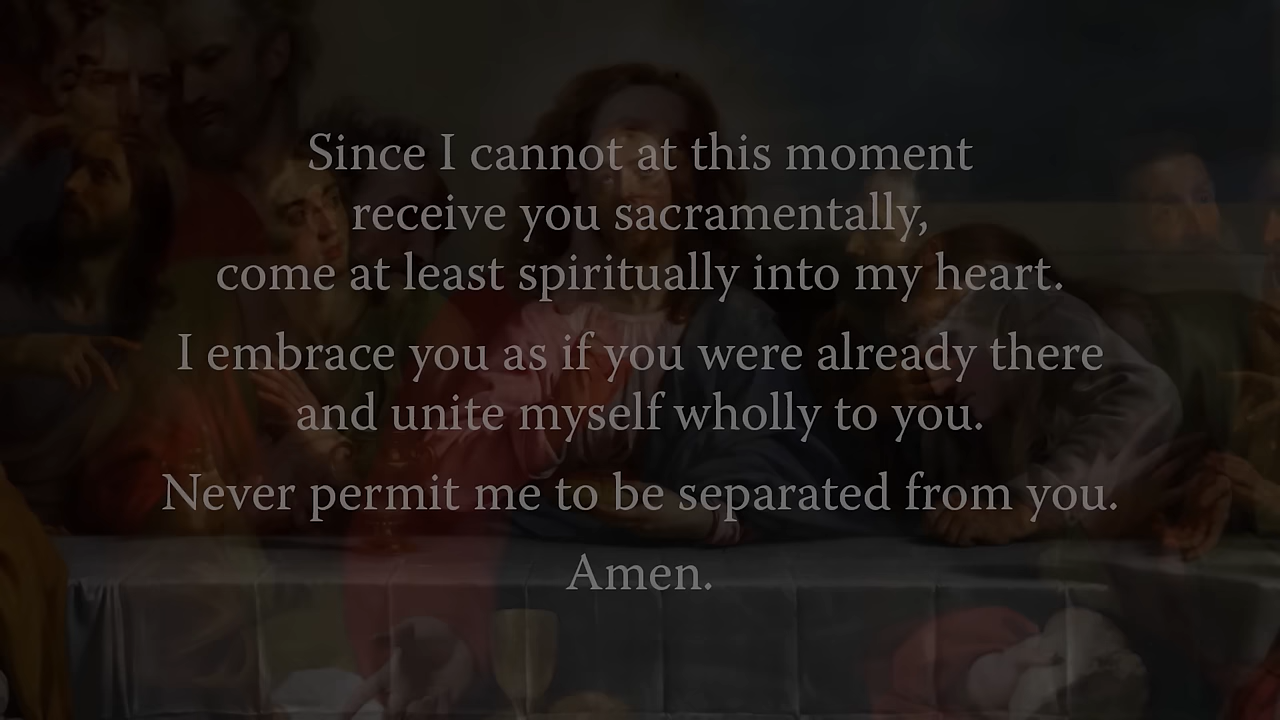 Since I cannot at this moment
receive you sacramentally,
come at least spiritually into my heart.
I embrace you as if you were already there
and unite myself wholly to you.
Never permit me to be separated from you.
Amen.